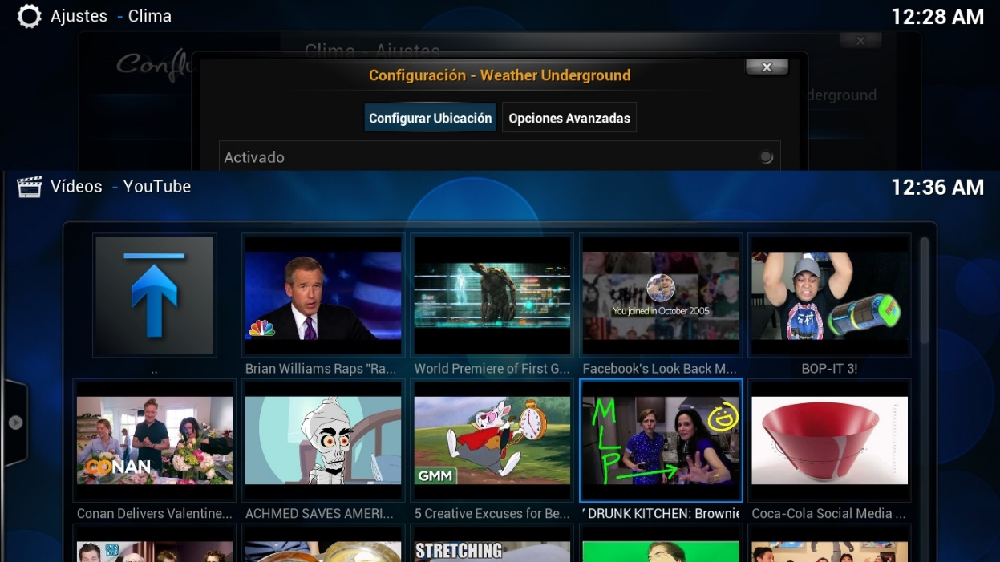 Ajustes - Clima
12:28 AM
Conflu
Clima - Ajustes
Configuración - Weather Underground
derground
Configurar Ubicación
Opciones Avanzadas
Activado
Vídeos - YouTube
12:36 AM
You joined in October 2005
..
Brian Williams Raps "Ra...
World Premiere of First G...
Facebook's Look Back M...
BOP-IT 3!
CONAN
GMM
MLP
Conan Delivers Valentine...
ACHMED SAVES AMERI...
5 Creative Excuses for Be...
' DRUNK KITCHEN: Brownie
Coca-Cola Social Media ...
STRETCHING